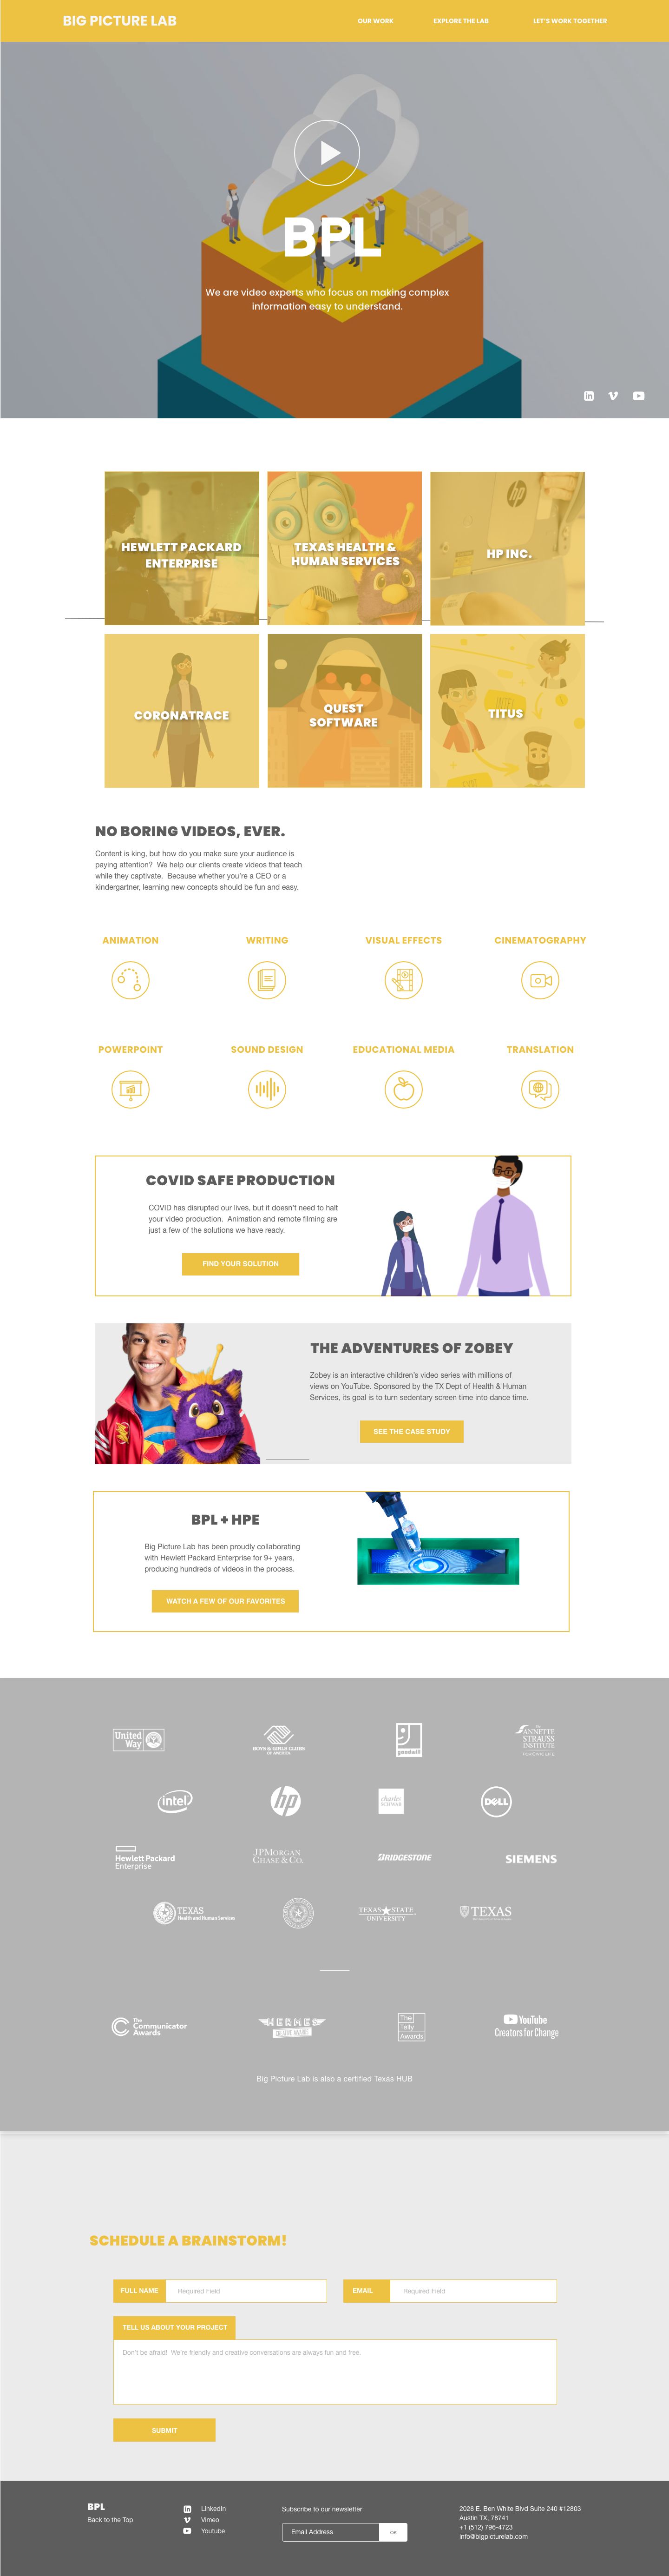 BIG PICTURE LAB
OUR WORK
EXPLORE THE LAB
LET'S WORK TOGETHER
BPL
We are video experts who focus on making complex
information easy to understand.
HEWLETT PACKARD
ENTERPRISE
TEXAS HEALTH &
HUMAN SERVICES
hp
HP INC.
CORONATRACE
QUEST
SOFTWARE
TITUS
NO BORING VIDEOS, EVER.
Content is king, but how do you make sure your audience is
paying attention?  We help our clients create videos that teach
while they captivate.  Because whether you're a CEO or a
kindergartner, learning new concepts should be fun and easy.
ANIMATION
WRITING
VISUAL EFFECTS
CINEMATOGRAPHY
POWERPOINT
SOUND DESIGN
EDUCATIONAL MEDIA
TRANSLATION
COVID SAFE PRODUCTION
COVID has disrupted our lives, but it doesn't need to halt
your video production.  Animation and remote filming are
just a few of the solutions we have ready.
FIND YOUR SOLUTION
THE ADVENTURES OF ZOBEY
Zobey is an interactive children's video series with millions of
views on YouTube. Sponsored by the TX Dept of Health & Human
Services, its goal is to turn sedentary screen time into dance time.
SEE THE CASE STUDY
BPL + HPE
Big Picture Lab has been proudly collaborating
with Hewlett Packard Enterprise for 9+ years,
producing hundreds of videos in the process.
WATCH A FEW OF OUR FAVORITES
United
Way
BOYS & GIRLS CLUBS
OF AMERICA
goodwill
The
ANNETTE
STRAUSS
INSTITUTE
FOR CIVIC LIFE
intel
hp
charles
SCHWAB
DELL
Hewlett Packard
Enterprise
JPMORGAN
CHASE & CO.
BRIDGESTONE
SIEMENS
TEXAS
Health and Human Services
TEXAS STATE
UNIVERSITY
TEXAS
The
Communicator
Awards
HERMES
CREATIVE AWARDS
The
Telly
Awards
YouTube
Creators for Change
Big Picture Lab is also a certified Texas HUB
SCHEDULE A BRAINSTORM!
FULL NAME
Required Field
EMAIL
Required Field
TELL US ABOUT YOUR PROJECT
Don't be afraid!  We're friendly and creative conversations are always fun and free.
SUBMIT
BPL
Back to the Top
LinkedIn
Vimeo
Youtube
Subscribe to our newsletter
Email Address
2028 E. Ben White Blvd Suite 240 #12803
Austin TX, 78741
+1 (512) 796-4723
info@bigpicturelab.com